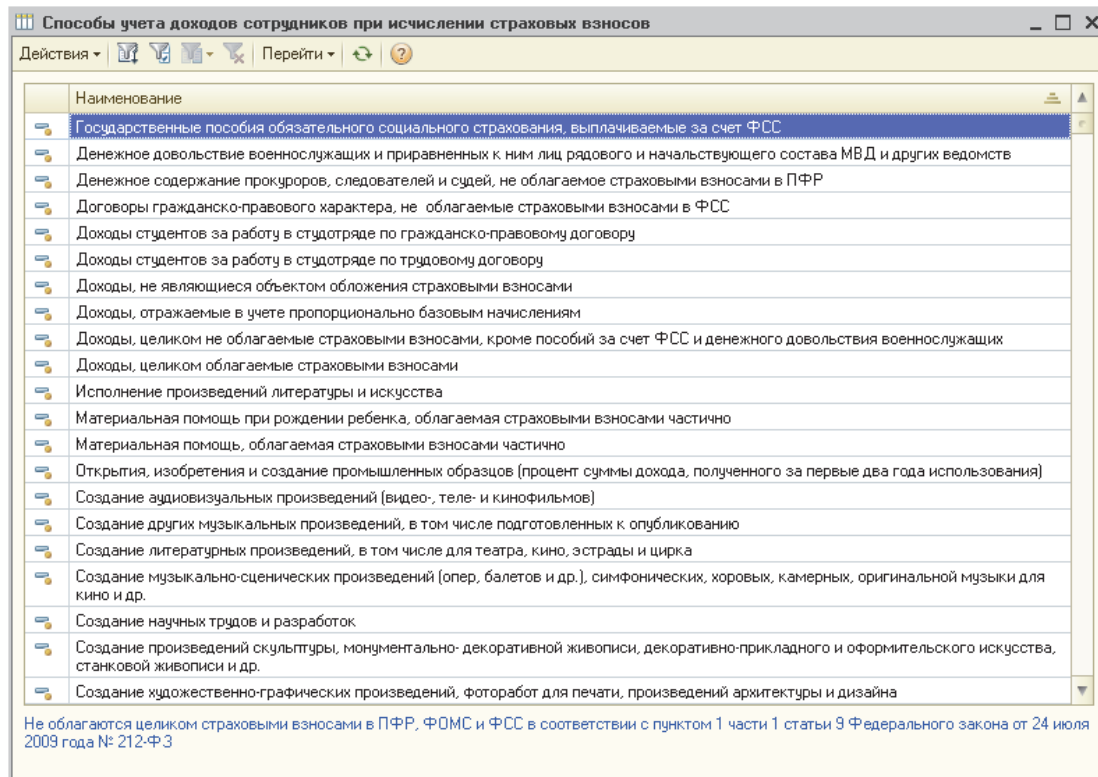 Способы учета доходов сотрудников при исчислении страховых взносов
Действия Перейти
Наименование
Государственные пособия обязательного социального страхования, выплачиваемые за счет ФСС
Денежное довольствие военнослужащих и приравненных к ним лиц рядового и начальствующего состава МВД и других ведомств
Денежное содержание прокуроров, следователей и судей, не облагаемое страховыми взносами в ПФР
Договоры гражданско-правового характера, не облагаемые страховыми взносами в ФСС
Доходы студентов за работу в студотряде по гражданско-правовому договору
Доходы студентов за работу в студотряде по трудовому договору
Доходы, не являющиеся объектом обложения страховыми взносами
Доходы, отражаемые в учете пропорционально базовым начислениям
Доходы, целиком не облагаемые страховыми взносами, кроме пособий за счет ФСС и денежного довольствия военнослужащих
Доходы, целиком облагаемые страховыми взносами
Исполнение произведений литературы и искусства
Материальная помощь при рождении ребенка, облагаемая страховыми взносами частично
Материальная помощь, облагаемая страховыми взносами частично
Открытия, изобретения и создание промышленных образцов (процент суммы дохода, полученного за первые два года использования)
Создание аудиовизуальных произведений (видео-, теле- и кинофильмов)
Создание других музыкальных произведений, в том числе подготовленных к опубликованию
Создание литературных произведений, в том числе для театра, кино, эстрады и цирка
Создание музыкально-сценических произведений (опер, балетов и др.), симфонических, хоровых, камерных, оригинальной музыки для
кино и др.
Создание научных трудов и разработок
Создание произведений скульптуры, монументально- декоративной живописи, декоративно-прикладного и оформительского искусства,
станковой живописи и др.
Создание художественно-графических произведений, фоторабот для печати, произведений архитектуры и дизайна
Не облагаются целиком страховыми взносами в ПФР, ФОМС и ФСС в соответствии с пунктом 1 части 1 статьи 9 Федерального закона от 24 июля
2009 года № 212-ФЗ